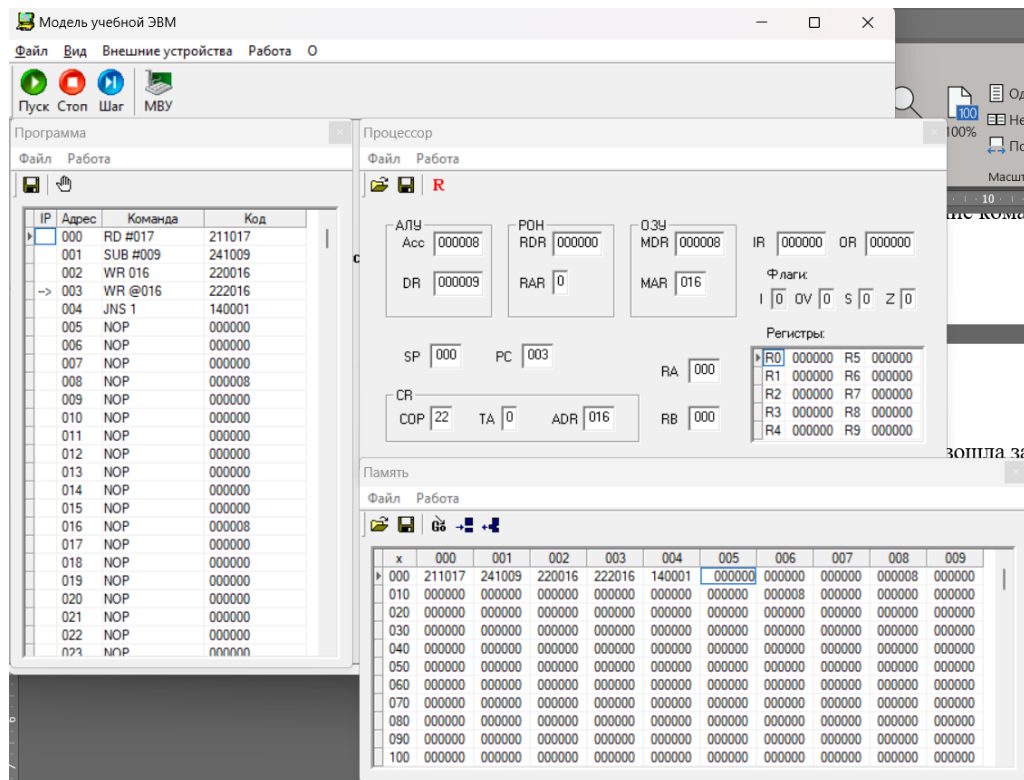 Модель учебной ЭВМ
Файл Вид Внешние устройства Работа О
Пуск Стоп Шаг МВУ
100
100%
Од
Не
По
10
Программа
Файл Работа
IP Адрес Команда Код
000 RD #017 211017
001 SUB #009 241009
002 WR 016 220016
--> 003 WR @016 222016
004 JNS 1 140001
005 NOP 000000
006 NOP 000000
007 NOP 000000
008 NOP 000008
009 NOP 000000
010 NOP 000000
011 NOP 000000
012 NOP 000000
013 NOP 000000
014 NOP 000000
015 NOP 000000
016 NOP 000008
017 NOP 000000
018 NOP 000000
019 NOP 000000
020 NOP 000000
021 NOP 000000
022 NOP 000000
023 NOP 000000
Процессор
Файл Работа
R
АЛУ РОН ОЗУ
Acc 000008 RDR 000000 MDR 000008 IR 000000 OR 000000
DR 000009 RAR 0 MAR 016
Флаги:
I 0 OV 0 S 0 Z 0
SP 000 PC 003 RA 000
CR
COP 22 TA 0 ADR 016 RB 000
Регистры:
R0 000000 R5 000000
R1 000000 R6 000000
R2 000000 R7 000000
R3 000000 R8 000000
R4 000000 R9 000000
Память
Файл Работа
Go
x 000 001 002 003 004 005 006 007 008 009
000 211017 241009 220016 222016 140001 000000 000000 000000 000008 000000
010 000000 000000 000000 000000 000000 000000 000008 000000 000000 000000
020 000000 000000 000000 000000 000000 000000 000000 000000 000000 000000
030 000000 000000 000000 000000 000000 000000 000000 000000 000000 000000
040 000000 000000 000000 000000 000000 000000 000000 000000 000000 000000
050 000000 000000 000000 000000 000000 000000 000000 000000 000000 000000
060 000000 000000 000000 000000 000000 000000 000000 000000 000000 000000
070 000000 000000 000000 000000 000000 000000 000000 000000 000000 000000
080 000000 000000 000000 000000 000000 000000 000000 000000 000000 000000
090 000000 000000 000000 000000 000000 000000 000000 000000 000000 000000
100 000000 000000 000000 000000 000000 000000 000000 000000 000000 000000